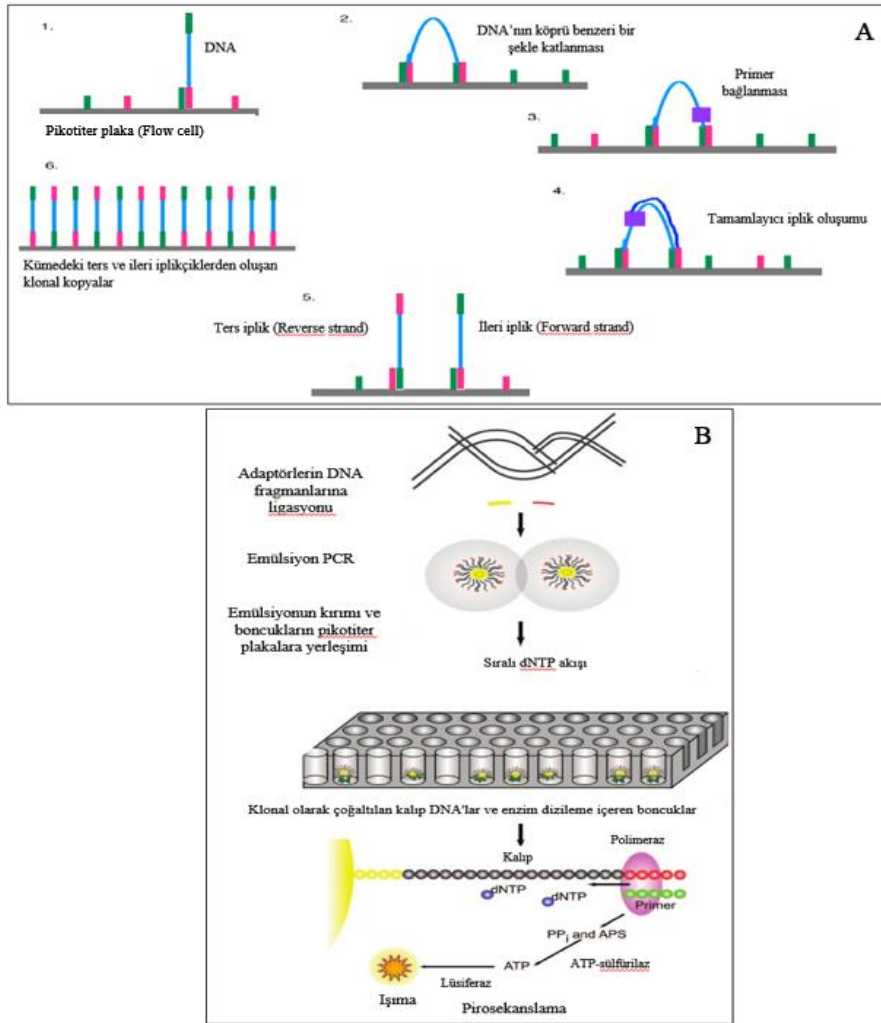 A
1.
DNA
Pikotiter plaka (Flow cell)
2.
DNA'nın köprü benzeri bir
şekle katlanması
Primer
bağlanması
3.
4.
Tamamlayıcı iplik oluşumu
6.
Kümedeki ters ve ileri iplikçiklerden oluşan
klonal kopyalar
5.
Ters iplik (Reverse strand)
İleri iplik (Forward strand)
B
Adaptörlerin DNA
fragmanlarına
ligasyonu
Emülsiyon PCR
Emülsiyonun kırımı ve
boncukların pikotiter
plakalara yerleşimi
Sıralı dNTP akışı
Klonal olarak çoğaltılan kalıp DNA'lar ve enzim dizileme içeren boncuklar
Kalıp
Polimeraz
dNTP
dNTP
Primer
PPi and APS
ATP-sülfürilaz
ATP
Lüsiferaz
Işıma
Pirosekanslama